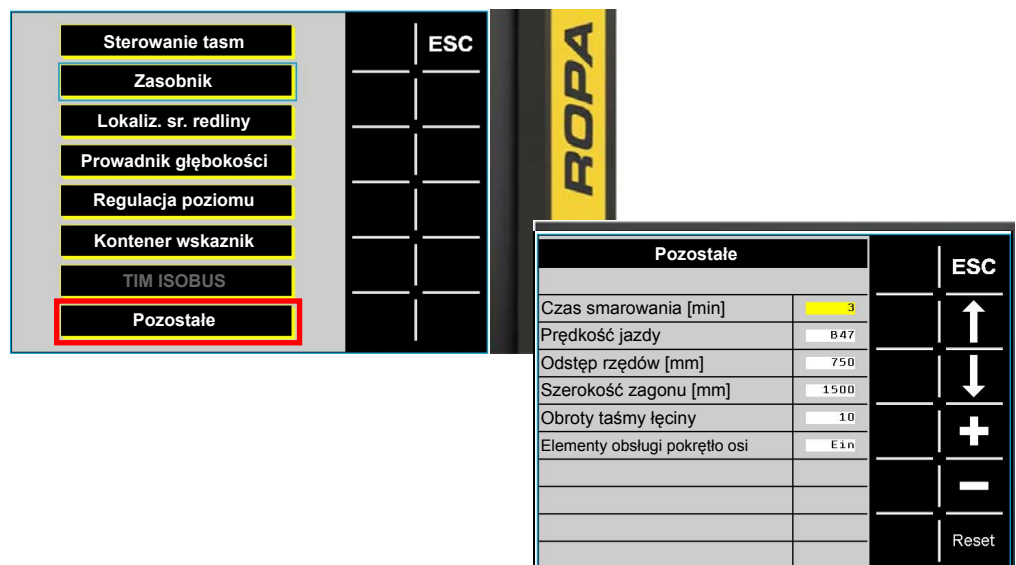 Sterowanie tasm
ESC
Zasobnik
Lokaliz. sr. redliny
Prowadnik głębokości
Regulacja poziomu
Kontener wskaznik
TIM ISOBUS
Pozostałe
ROPA
Pozostałe
ESC
Czas smarowania [min] 3
Prędkość jazdy B47
Odstęp rzędów [mm] 750
Szerokość zagonu [mm] 1500
Obroty taśmy łęciny 10
Elementy obsługi pokrętło osi Ein
Reset